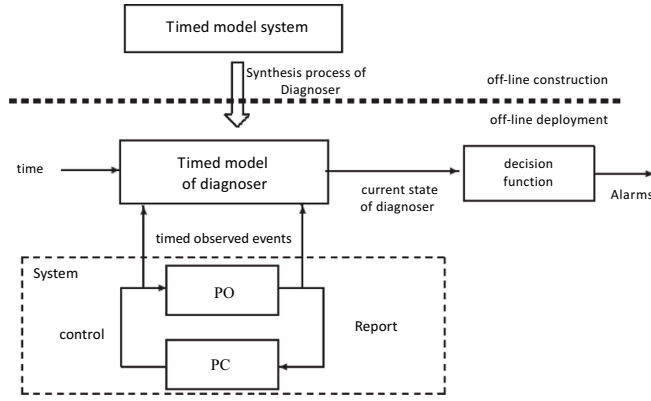 Timed model system
Synthesis process of
Diagnoser
off-line construction
off-line deployment
time
Timed model
of diagnoser
current state
of diagnoser
decision
function
Alarms
timed observed events
System
PO
control
Report
PC